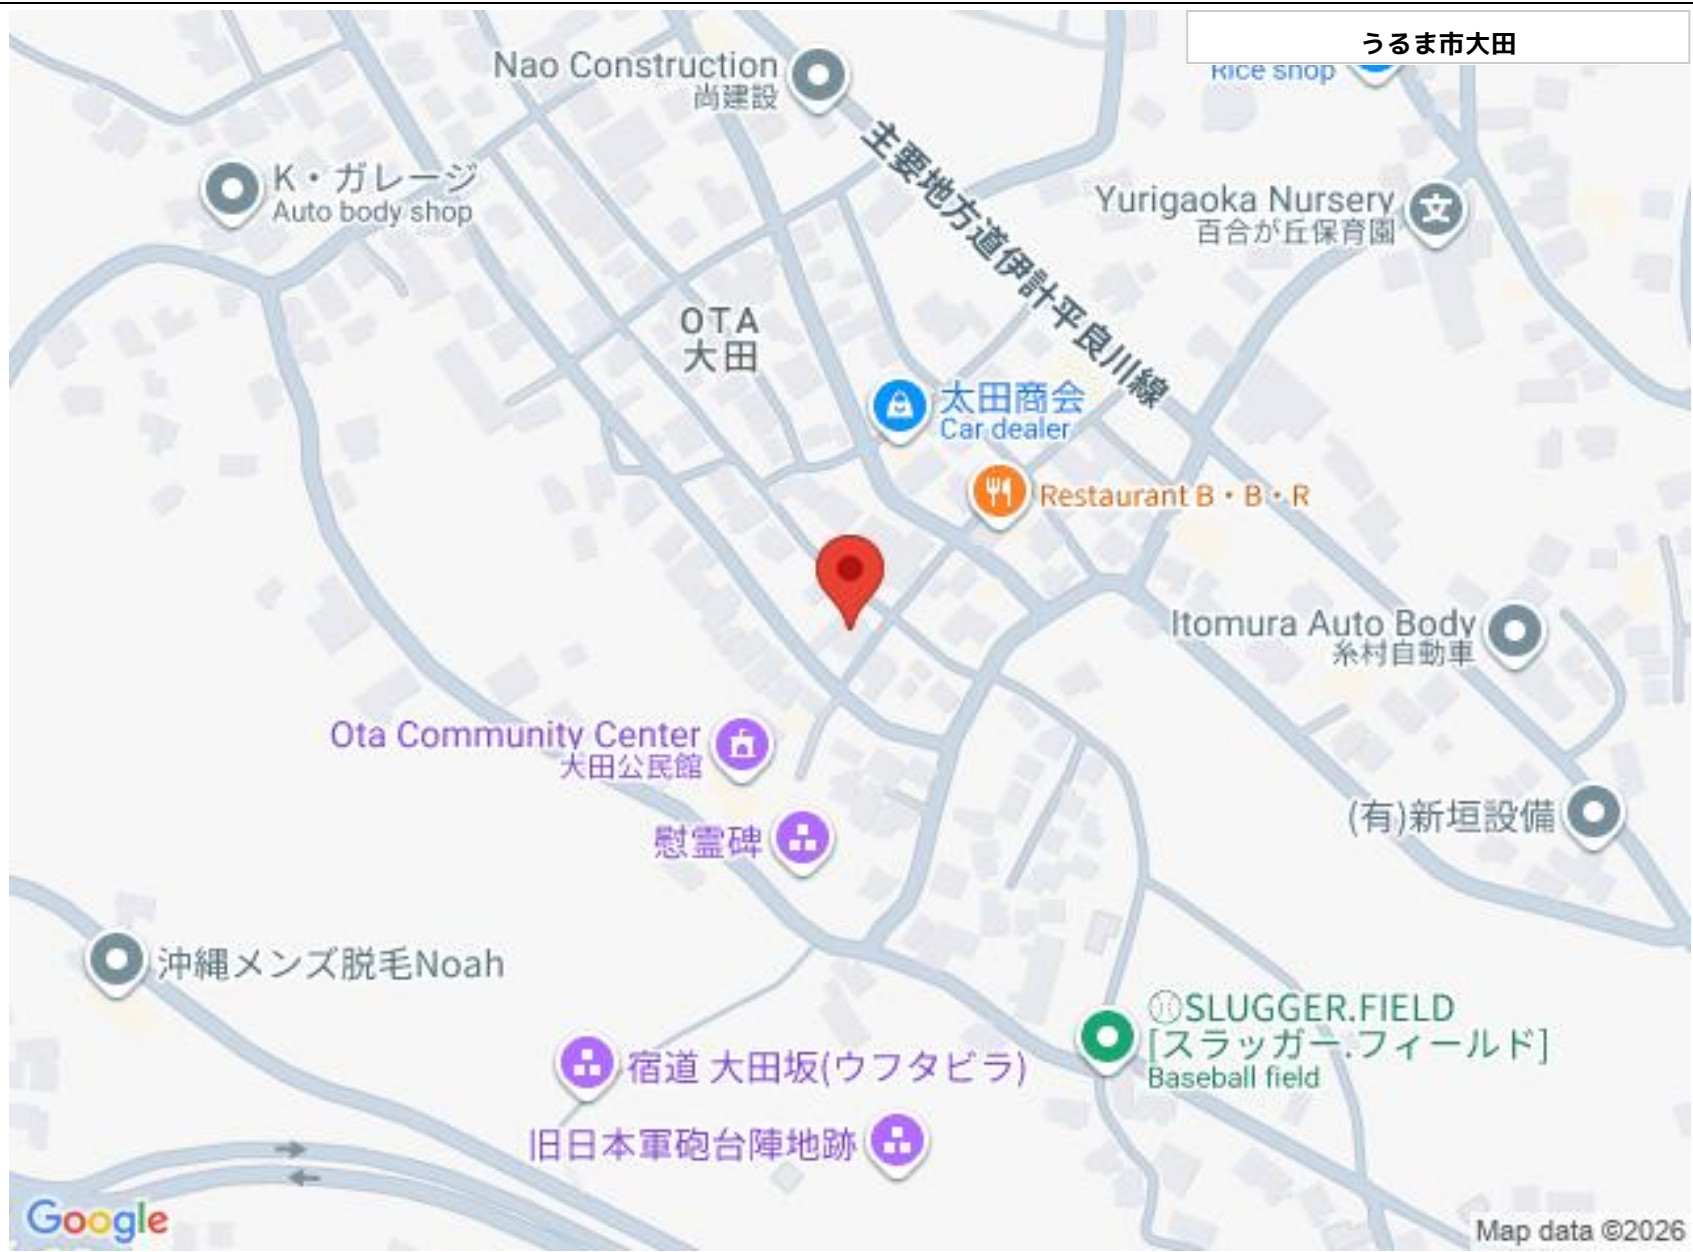 うるま市大田
Rice shop
Nao Construction
尚建設
主要地方道伊計平良川線
K・ガレージ
Auto body shop
Yurigaoka Nursery
百合が丘保育園
OTA
大田
太田商会
Car dealer
Restaurant B・B・R
Itomura Auto Body
糸村自動車
Ota Community Center
大田公民館
(有)新垣設備
慰霊碑
沖縄メンズ脱毛Noah
SLUGGER.FIELD
[スラッガー.フィールド]
Baseball field
宿道 大田坂(ウフタビラ)
旧日本軍砲台陣地跡
Google
Map data ©2026